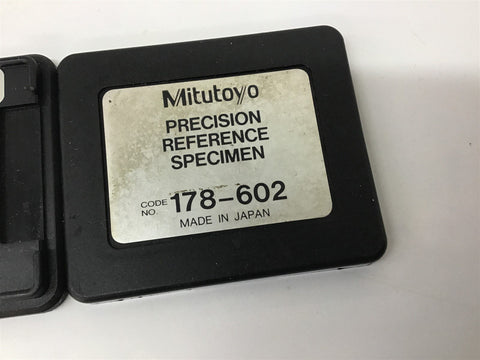 Mitutoyo
PRECISION
REFERENCE
SPECIMEN
CODE NO. 178-602
MADE IN JAPAN